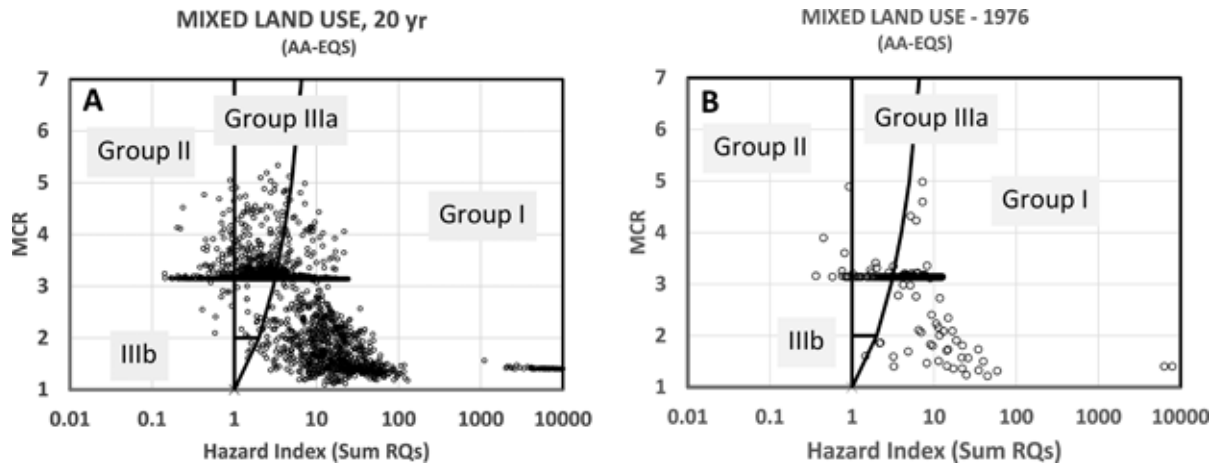 MIXED LAND USE, 20 yr
(AA-EQS)
A
Group IIIa
Group II
Group I
IIIb
MCR
7
6
5
4
3
2
1
0.01 0.1 1 10 100 1000 10000
Hazard Index (Sum RQs)
MIXED LAND USE - 1976
(AA-EQS)
B
Group IIIa
Group II
Group I
IIIb
MCR
7
6
5
4
3
2
1
0.01 0.1 1 10 100 1000 10000
Hazard Index (Sum RQs)